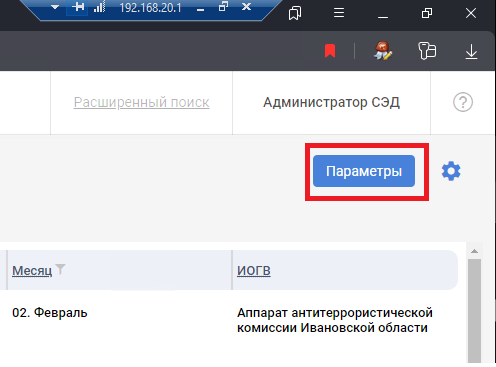 192.168.20.1
Расширенный поиск
Администратор СЭД
?
Параметры
Месяц
ИОГВ
02. Февраль
Аппарат антитеррористической
комиссии Ивановской области